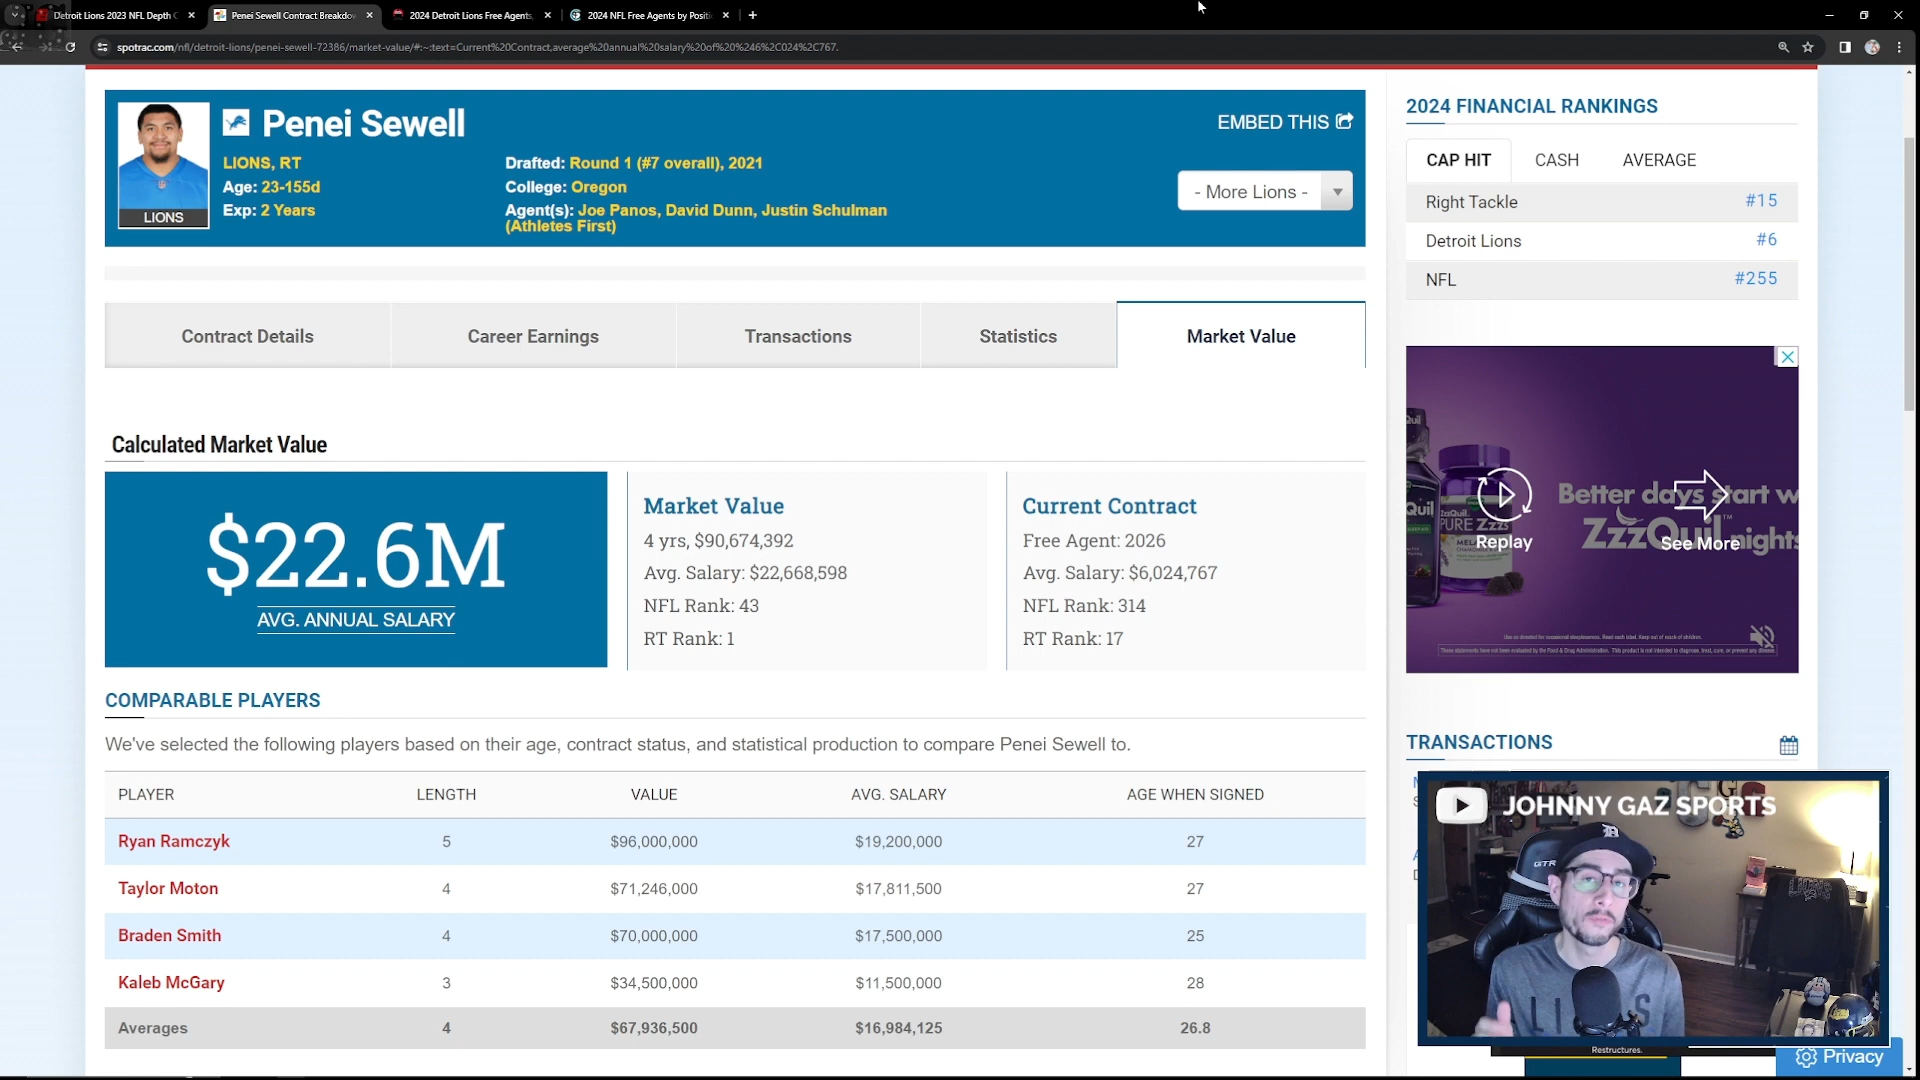 Detroit Lions 2023 NFL Depth C
Penei Sewell Contract Breakdow
2024 Detroit Lions Free Agents
2024 NFL Free Agents by Positi
spotrac.com/nfl/detroit-lions/penei-sewell-72386/market-value/#:~:text=Current%20Contract,average%20annual%20salary%20of%20%246%2C024%2C767.
Penei Sewell
EMBED THIS
LIONS, RT
Age: 23-155d
Exp: 2 Years
Drafted: Round 1 (#7 overall), 2021
College: Oregon
Agent(s): Joe Panos, David Dunn, Justin Schulman
(Athletes First)
- More Lions -
LIONS
Contract Details
Career Earnings
Transactions
Statistics
Market Value
Calculated Market Value
$22.6M
AVG. ANNUAL SALARY
Market Value
4 yrs, $90,674,392
Avg. Salary: $22,668,598
NFL Rank: 43
RT Rank: 1
Current Contract
Free Agent: 2026
Avg. Salary: $6,024,767
NFL Rank: 314
RT Rank: 17
COMPARABLE PLAYERS
We've selected the following players based on their age, contract status, and statistical production to compare Penei Sewell to.
PLAYER LENGTH VALUE AVG. SALARY AGE WHEN SIGNED
Ryan Ramczyk 5 $96,000,000 $19,200,000 27
Taylor Moton 4 $71,246,000 $17,811,500 27
Braden Smith 4 $70,000,000 $17,500,000 25
Kaleb McGary 3 $34,500,000 $11,500,000 28
Averages 4 $67,936,500 $16,984,125 26.8
2024 FINANCIAL RANKINGS
CAP HIT CASH AVERAGE
Right Tackle #15
Detroit Lions #6
NFL #255
Better days start w
ZzzQuil nights
PURE Zzzs
Replay
See More
TRANSACTIONS
JOHNNY GAZ SPORTS
GTR
LIONS
LIONS
Restructures.
Privacy